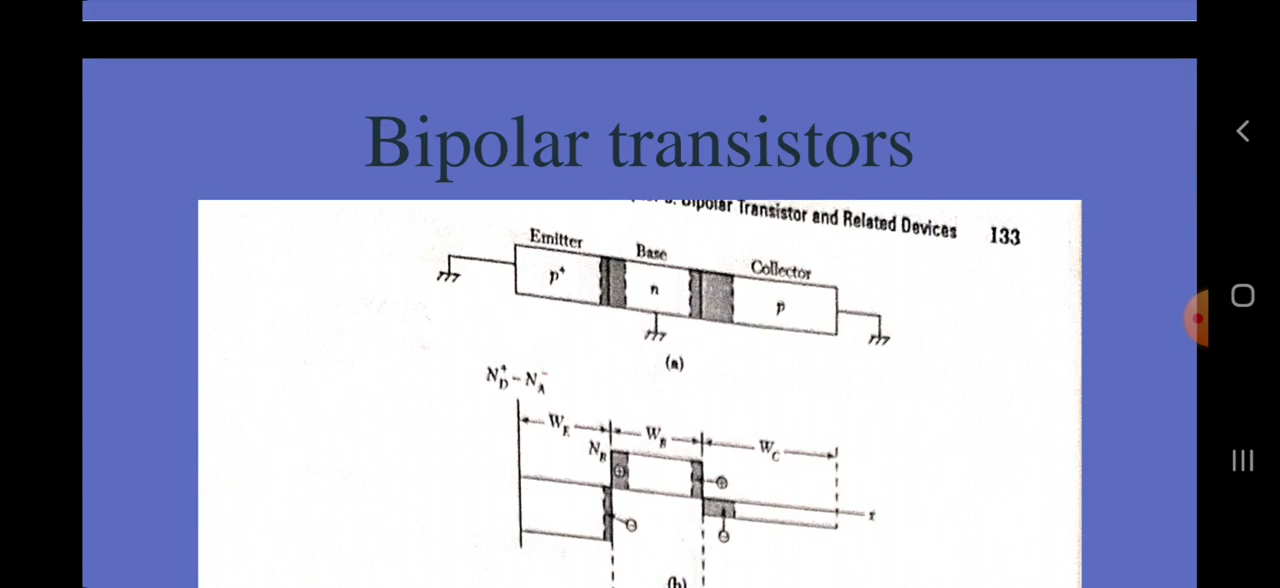 Bipolar transistors
Bipolar Transistor and Related Devices 133
Emitter
Base
Collector
p⁺
n
p
(a)
N_D⁺ – N_A⁻
W_E
W_B
W_C
N_B
⊕
⊕
⊖
⊖
x
(b)